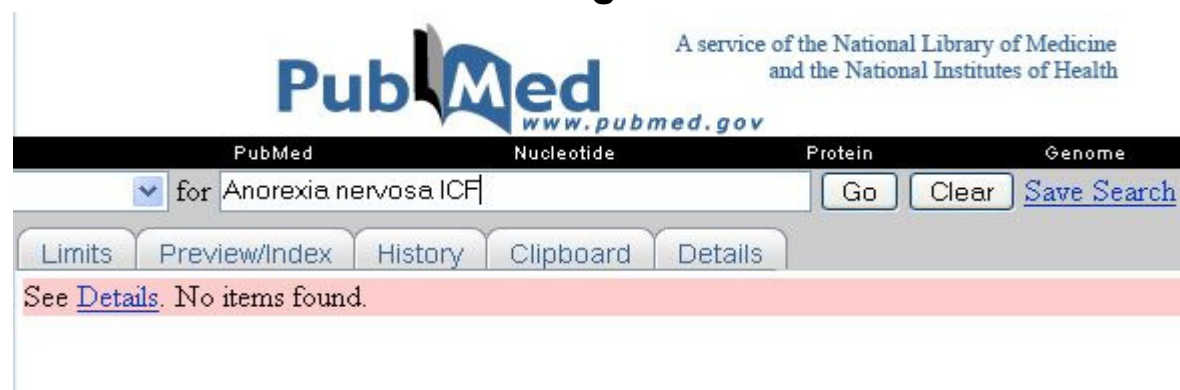 A service of the National Library of Medicine
and the National Institutes of Health
PubMed
www.pubmed.gov
PubMed Nucleotide Protein Genome
for Anorexia nervosa ICF Go Clear Save Search
Limits Preview/Index History Clipboard Details
See Details. No items found.